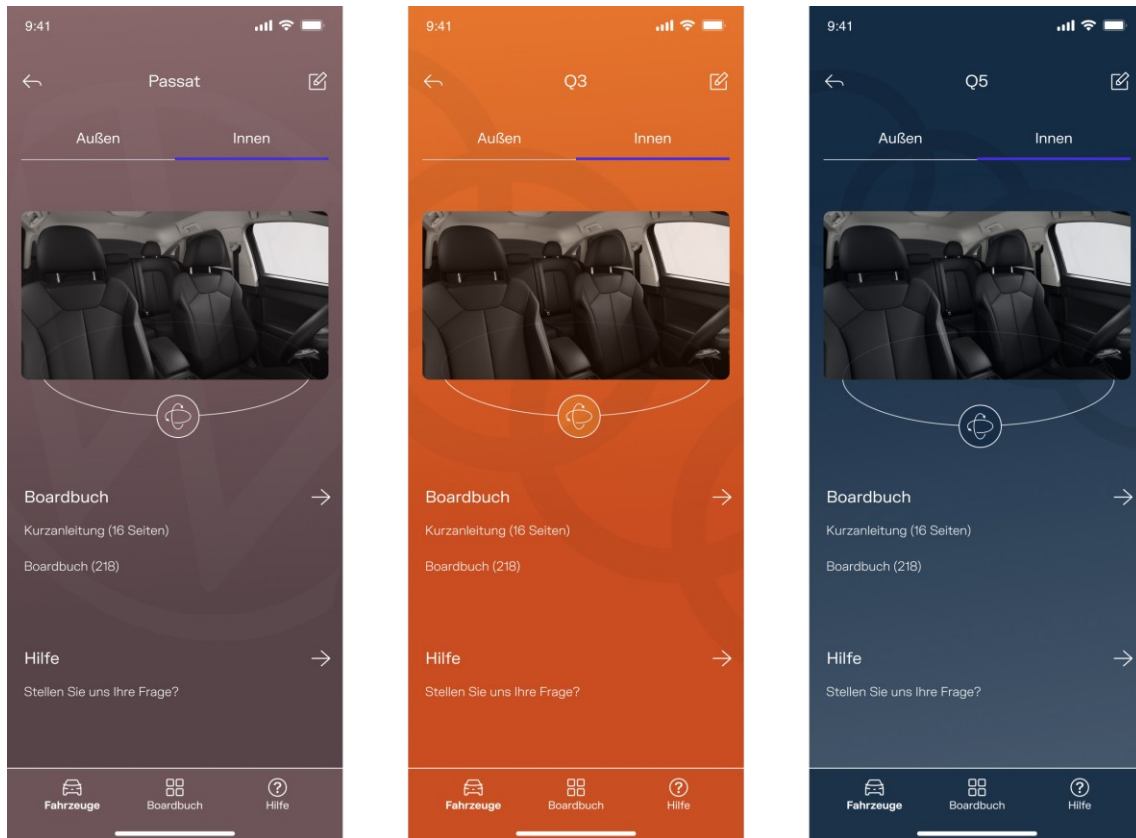 9:41
Passat
Außen Innen
Boardbuch
Kurzanleitung (16 Seiten)
Boardbuch (218)
Hilfe
Stellen Sie uns Ihre Frage?
Fahrzeuge Boardbuch Hilfe
9:41
Q3
Außen Innen
Boardbuch
Kurzanleitung (16 Seiten)
Boardbuch (218)
Hilfe
Stellen Sie uns Ihre Frage?
Fahrzeuge Boardbuch Hilfe
9:41
Q5
Außen Innen
Boardbuch
Kurzanleitung (16 Seiten)
Boardbuch (218)
Hilfe
Stellen Sie uns Ihre Frage?
Fahrzeuge Boardbuch Hilfe